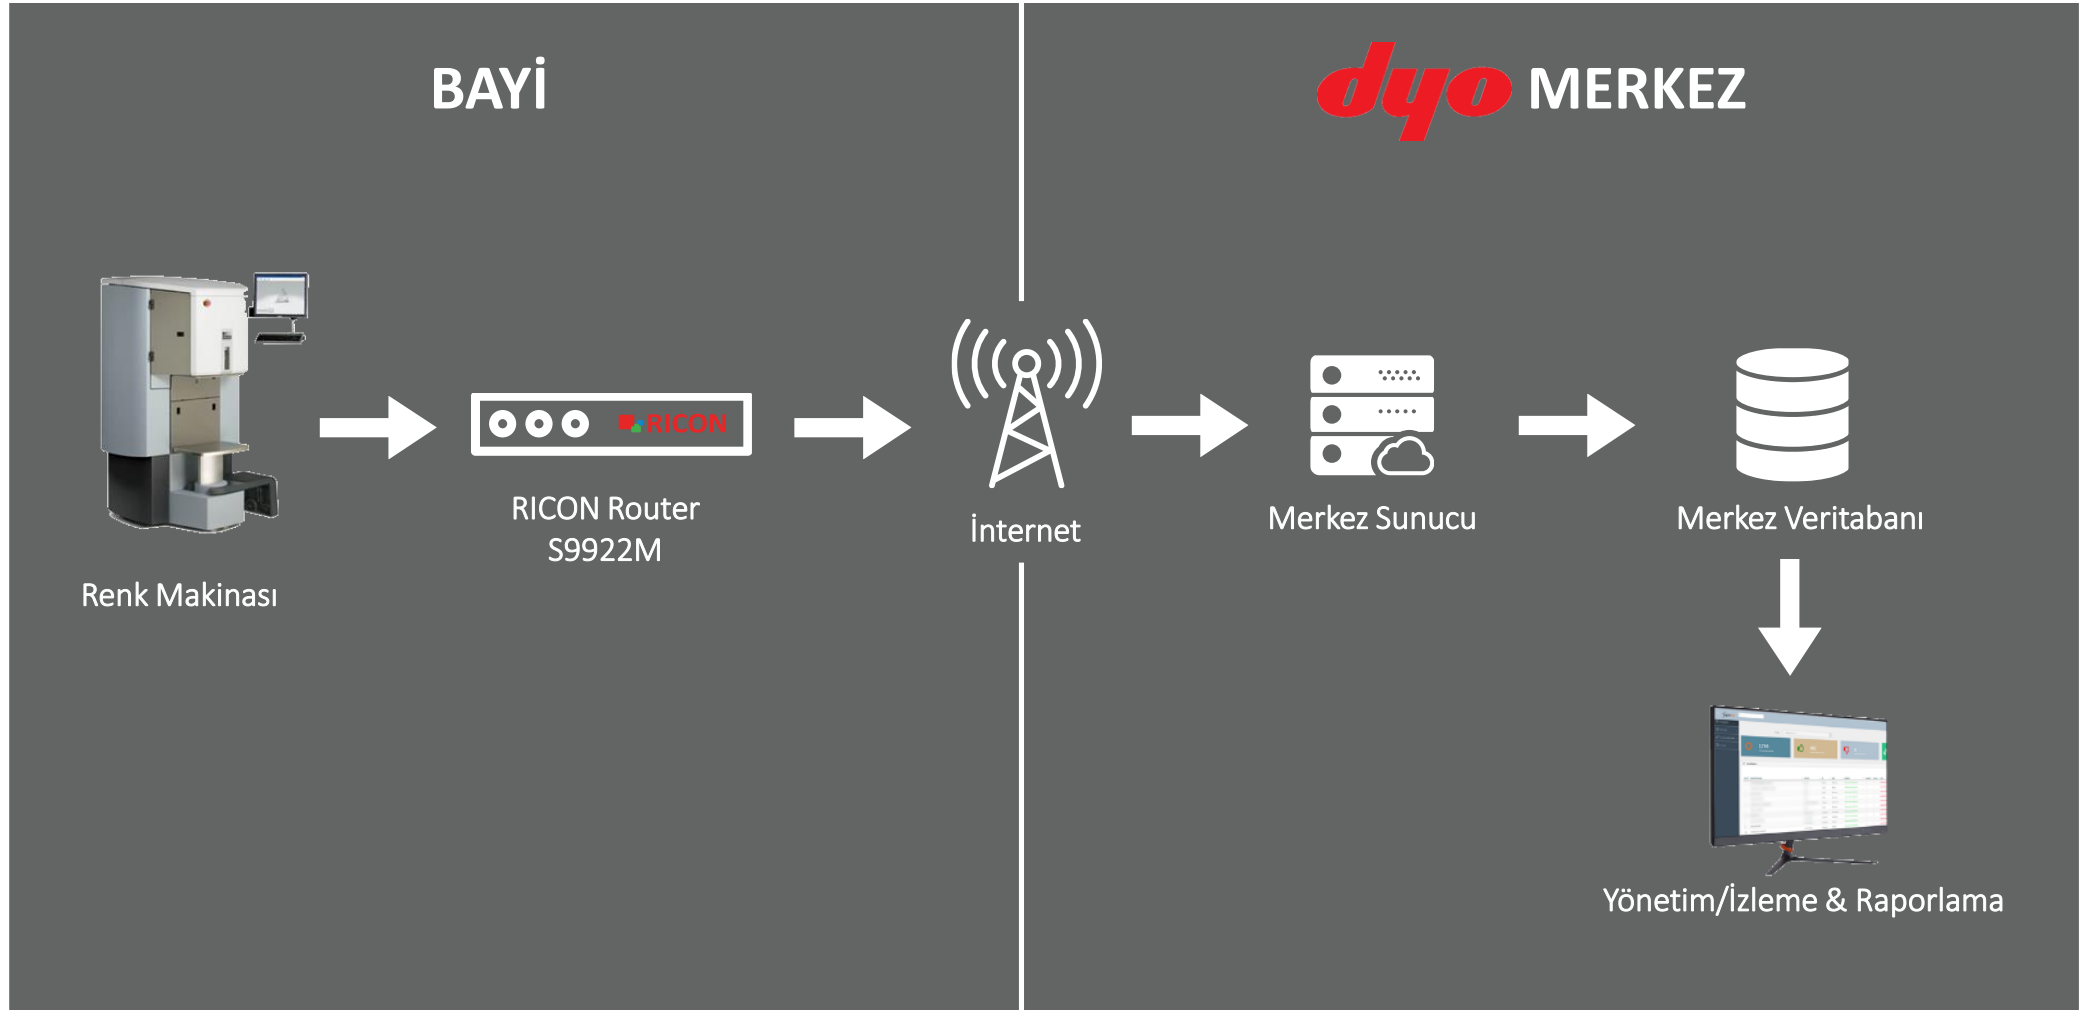 BAYİ
dyo MERKEZ
RICON
RICON Router
S9922M
Renk Makinası
İnternet
Merkez Sunucu
Merkez Veritabanı
Yönetim/İzleme & Raporlama